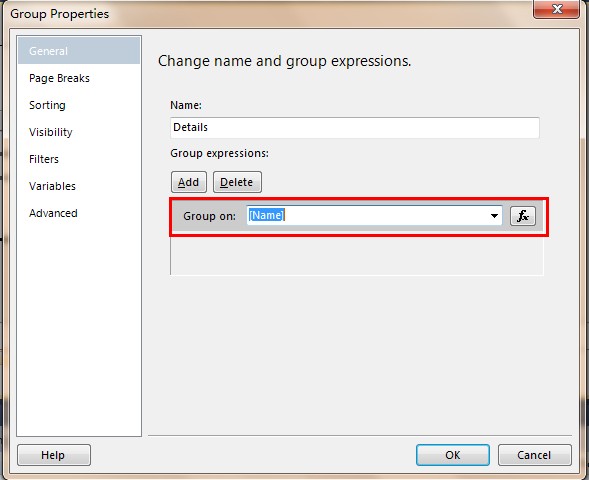 Group Properties
General
Page Breaks
Sorting
Visibility
Filters
Variables
Advanced
Change name and group expressions.
Name:
Details
Group expressions:
Add Delete
Group on: [Name] fx
Help OK Cancel